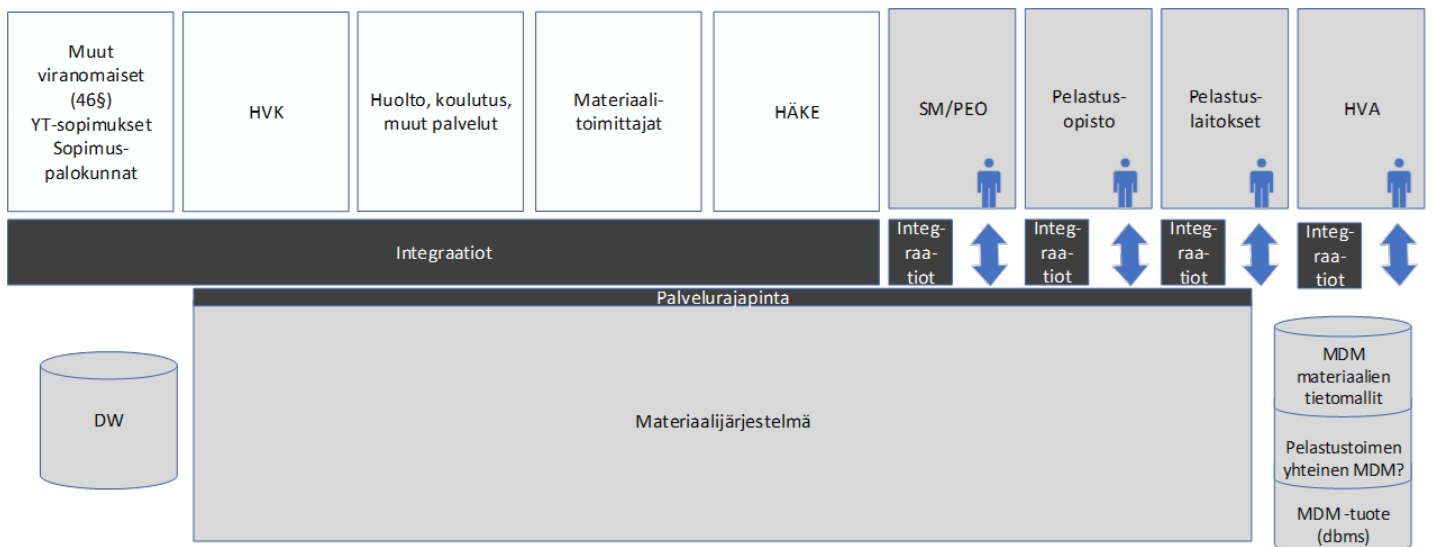 Muut
viranomaiset
(46§)
YT-sopimukset
Sopimus-
palokunnat
HVK
Huolto, koulutus,
muut palvelut
Materiaali-
toimittajat
HÄKE
SM/PEO
Pelastus-
opisto
Pelastus-
laitokset
HVA
Integraatiot
Integ-
raa-
tiot
Integ-
raa-
tiot
Integ-
raa-
tiot
Integ-
raa-
tiot
Palvelurajapinta
DW
Materiaalijärjestelmä
MDM
materiaalien
tietomallit
Pelastustoimen
yhteinen MDM?
MDM -tuote
(dbms)